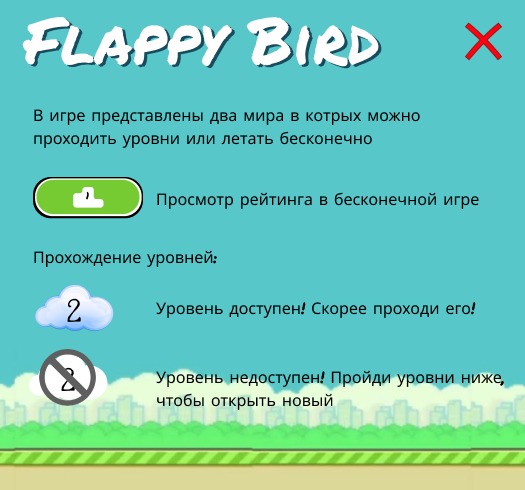 FLAPPY BIRD
В игре представлены два мира в котрых можно
проходить уровни или летать бесконечно
Просмотр рейтинга в бесконечной игре
Прохождение уровней:
2
Уровень доступен! Скорее проходи его!
2
Уровень недоступен! Пройди уровни ниже,
чтобы открыть новый